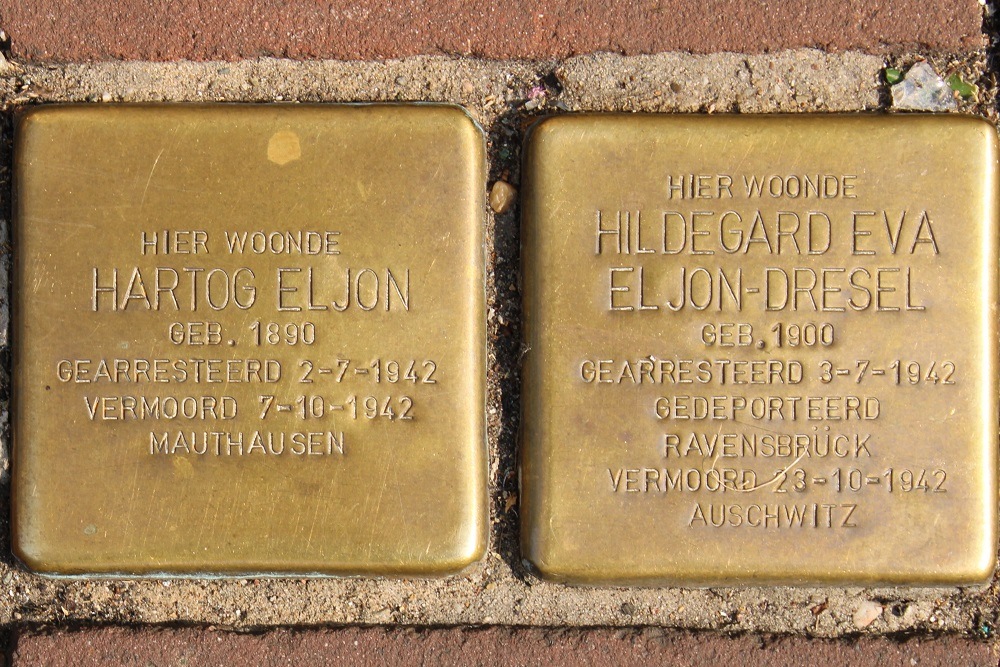 HIER WOONDE
HARTOG ELJON
GEB. 1890
GEARRESTEERD 2-7-1942
VERMOORD 7-10-1942
MAUTHAUSEN
HIER WOONDE
HILDEGARD EVA
ELJON-DRESEL
GEB. 1900
GEARRESTEERD 3-7-1942
GEDEPORTEERD
RAVENSBRÜCK
VERMOORD 23-10-1942
AUSCHWITZ